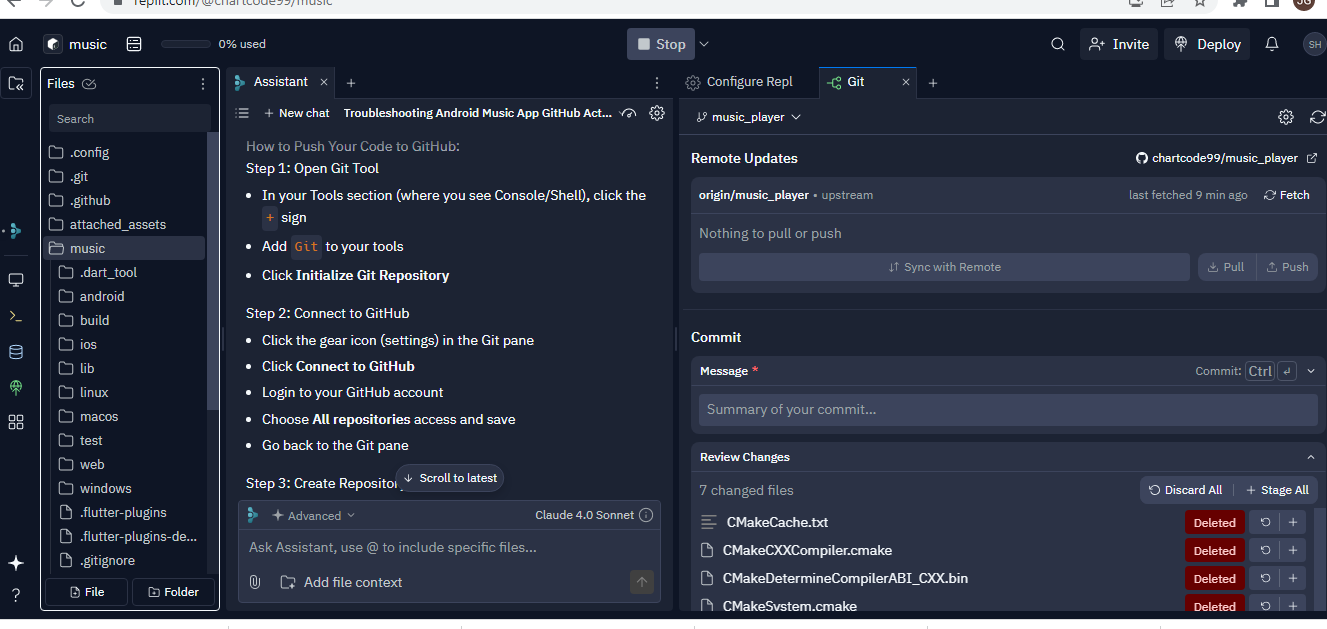 replit.com/@chartcode99/music
JG
music
0% used
Stop
Invite
Deploy
SH
Files
Search
.config
.git
.github
attached_assets
music
.dart_tool
android
build
ios
lib
linux
macos
test
web
windows
.flutter-plugins
.flutter-plugins-de...
.gitignore
File
Folder
Assistant
New chat
Troubleshooting Android Music App GitHub Act...
How to Push Your Code to GitHub:
Step 1: Open Git Tool
• In your Tools section (where you see Console/Shell), click the
+ sign
• Add Git to your tools
• Click Initialize Git Repository
Step 2: Connect to GitHub
• Click the gear icon (settings) in the Git pane
• Click Connect to GitHub
• Login to your GitHub account
• Choose All repositories access and save
• Go back to the Git pane
Step 3: Create Repository
Scroll to latest
Advanced
Claude 4.0 Sonnet
Ask Assistant, use @ to include specific files...
Add file context
Configure Repl
Git
music_player
Remote Updates
chartcode99/music_player
origin/music_player • upstream
last fetched 9 min ago
Fetch
Nothing to pull or push
Sync with Remote
Pull
Push
Commit
Message *
Commit: Ctrl ↵
Summary of your commit...
Review Changes
7 changed files
Discard All
Stage All
CMakeCache.txt
Deleted
CMakeCXXCompiler.cmake
Deleted
CMakeDetermineCompilerABI_CXX.bin
Deleted
CMakeSystem.cmake
Deleted